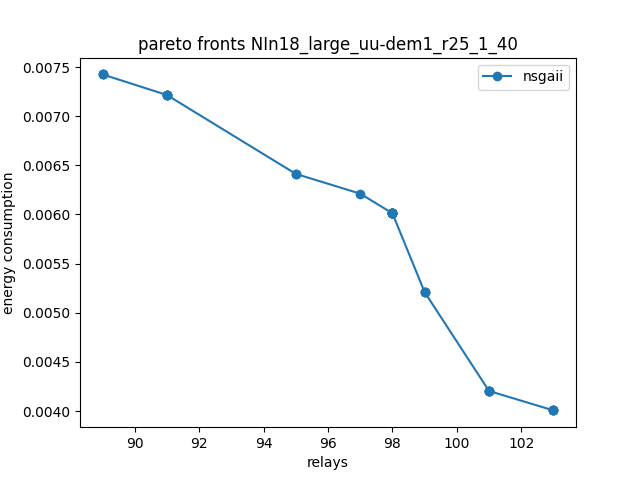 pareto fronts NIn18_large_uu-dem1_r25_1_40
nsgaii
energy consumption
0.0075
0.0070
0.0065
0.0060
0.0055
0.0050
0.0045
0.0040
90 92 94 96 98 100 102
relays